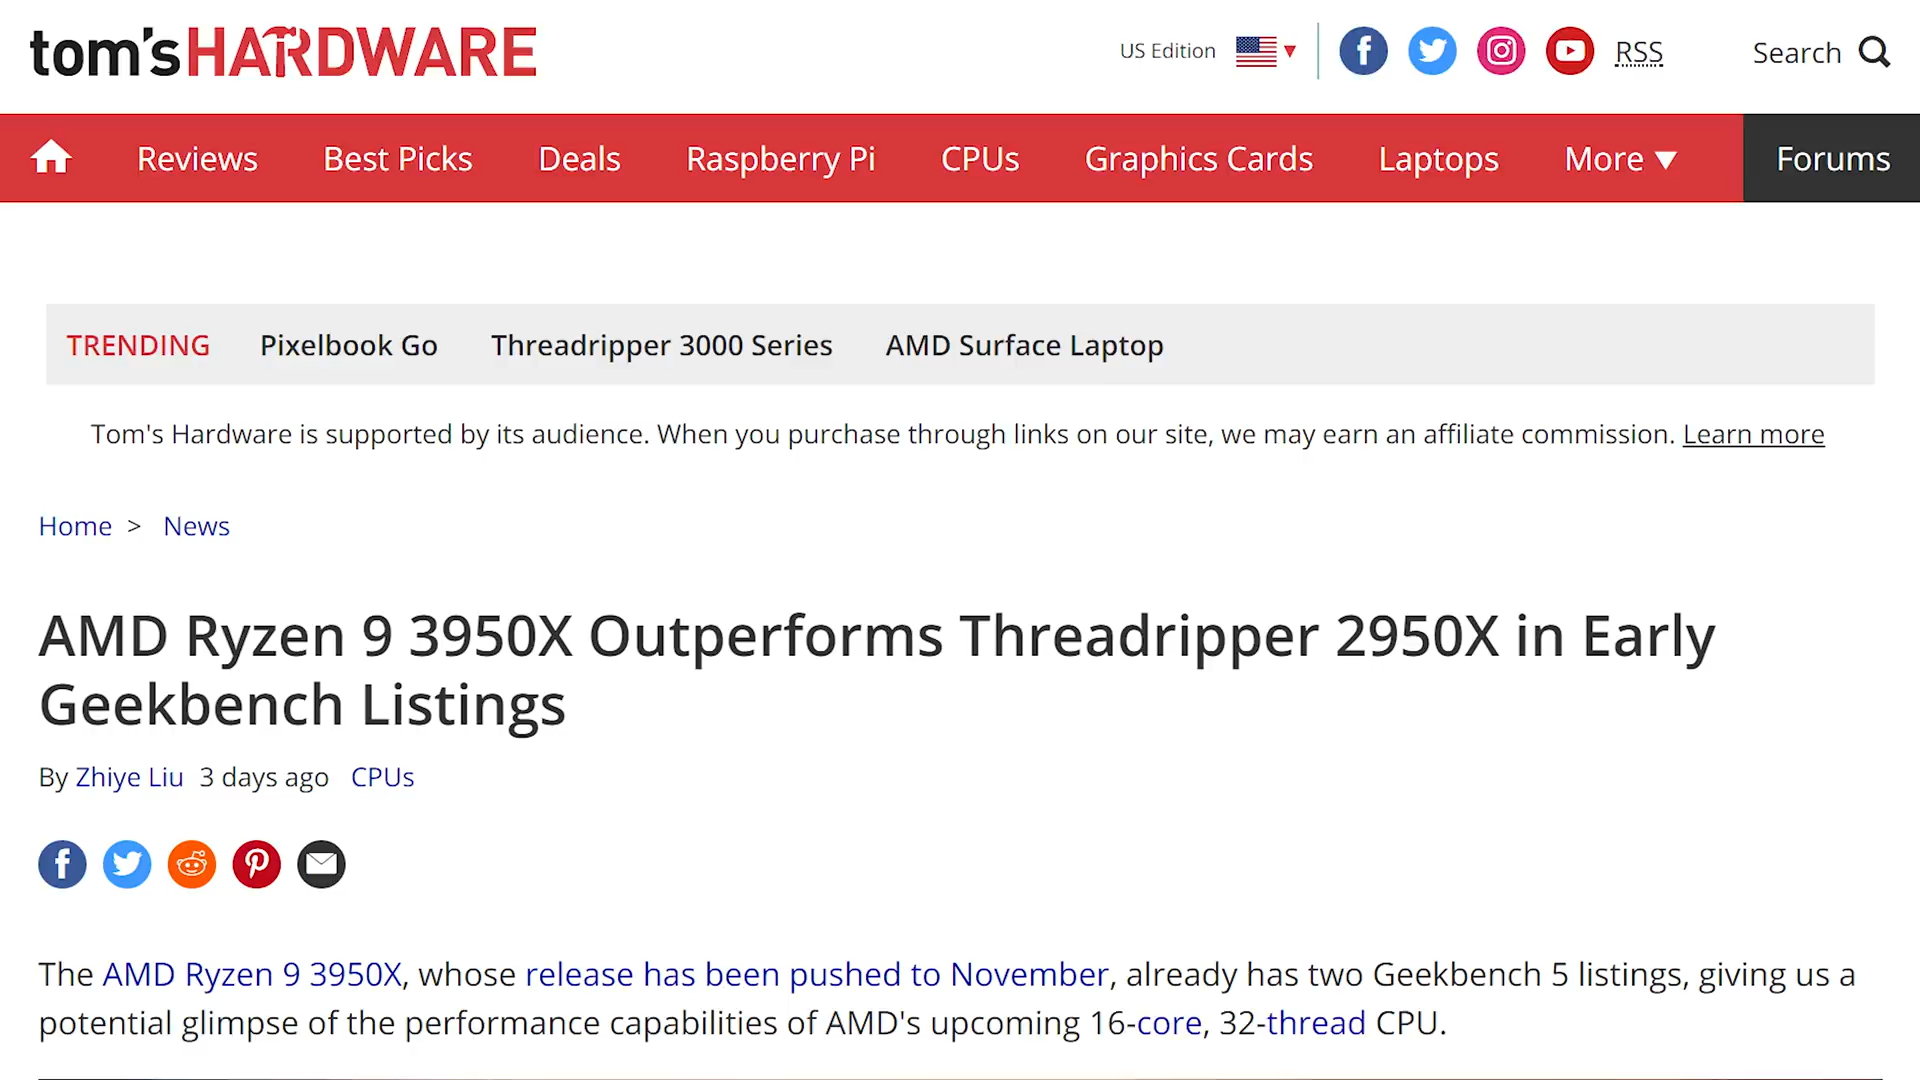 tom's HARDWARE
US Edition
RSS
Search
Reviews
Best Picks
Deals
Raspberry Pi
CPUs
Graphics Cards
Laptops
More
Forums
TRENDING
Pixelbook Go
Threadripper 3000 Series
AMD Surface Laptop
Tom's Hardware is supported by its audience. When you purchase through links on our site, we may earn an affiliate commission. Learn more
Home > News
AMD Ryzen 9 3950X Outperforms Threadripper 2950X in Early
Geekbench Listings
By Zhiye Liu 3 days ago CPUs
The AMD Ryzen 9 3950X, whose release has been pushed to November, already has two Geekbench 5 listings, giving us a
potential glimpse of the performance capabilities of AMD's upcoming 16-core, 32-thread CPU.